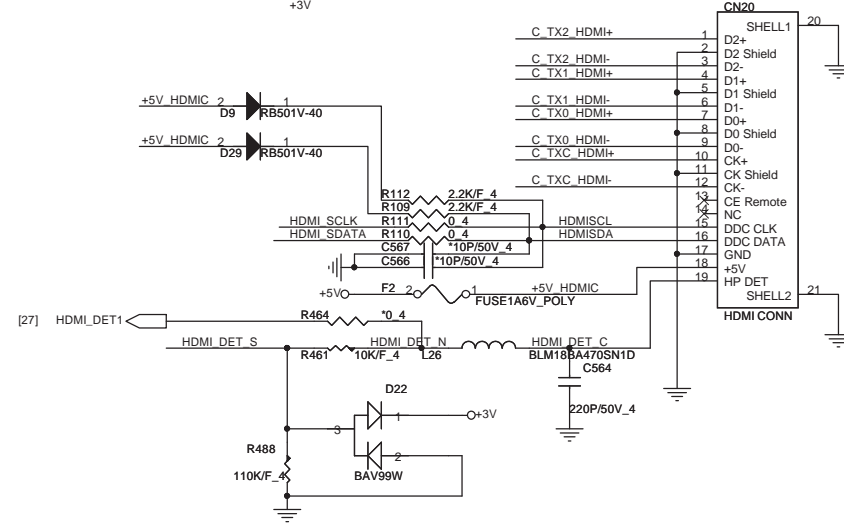 +3V
CN20
SHELL1 20
C_TX2_HDMI+ 1 D2+
2 D2 Shield
C_TX2_HDMI- 3 D2-
C_TX1_HDMI+ 4 D1+
5 D1 Shield
C_TX1_HDMI- 6 D1-
C_TX0_HDMI+ 7 D0+
8 D0 Shield
C_TX0_HDMI- 9 D0-
C_TXC_HDMI+ 10 CK+
11 CK Shield
C_TXC_HDMI- 12 CK-
13 CE Remote
14 NC
15 DDC CLK
16 DDC DATA
17 GND
18 +5V
19 HP DET
SHELL2 21
HDMI CONN
+5V_HDMIC 2 1
D9 RB501V-40
+5V_HDMIC 2 1
D29 RB501V-40
R112 2.2K/F_4
R109 2.2K/F_4
HDMI_SCLK R111 0_4 HDMISCL
HDMI_SDATA R110 0_4 HDMISDA
C567 *10P/50V_4
C566 *10P/50V_4
+5V F2 2 1 +5V_HDMIC
FUSE1A6V_POLY
[27] HDMI_DET1 R464 *0_4
HDMI_DET_S HDMI_DET_N HDMI_DET_C
R461 10K/F_4 L26 BLM18BA470SN1D
C564
220P/50V_4
D22
1 +3V
3
2
BAV99W
R488
110K/F_4